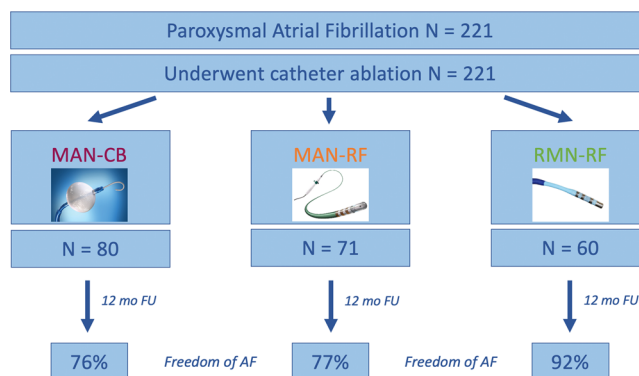 Paroxysmal Atrial Fibrillation N = 221
Underwent catheter ablation N = 221
MAN-CB
MAN-RF
RMN-RF
N = 80
N = 71
N = 60
12 mo FU
12 mo FU
12 mo FU
76%
Freedom of AF
77%
Freedom of AF
92%